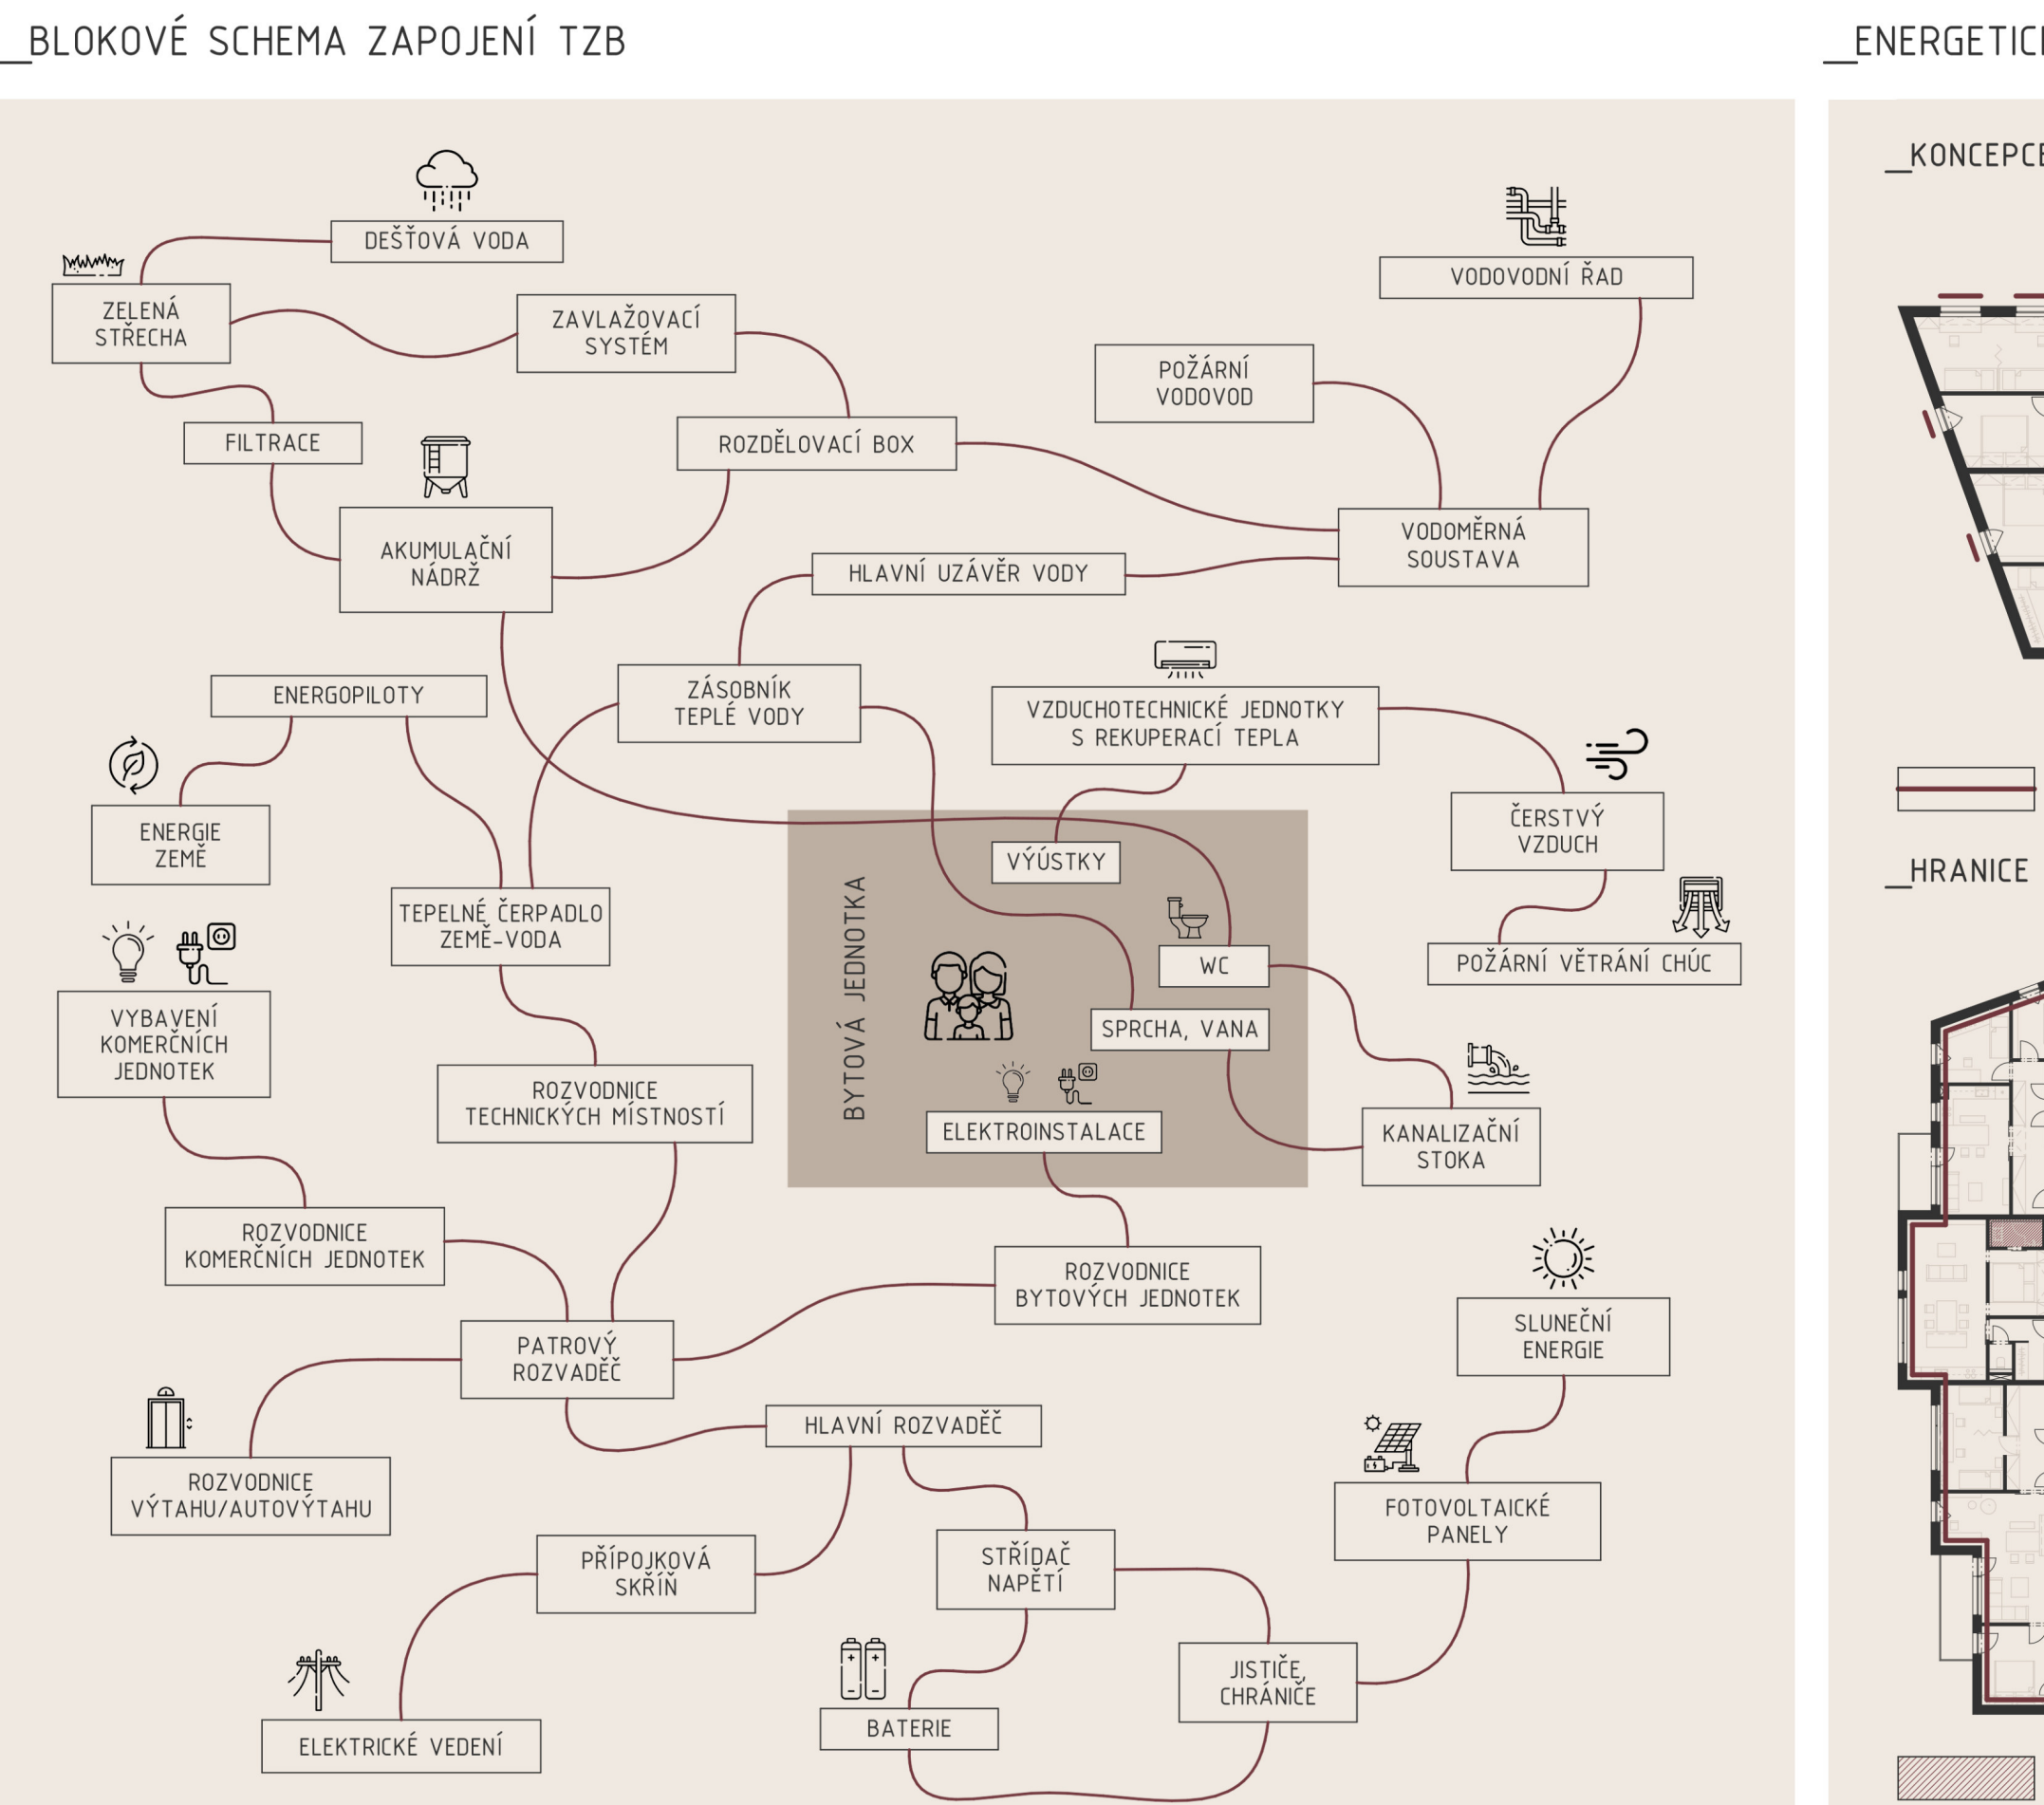 __BLOKOVÉ SCHEMA ZAPOJENÍ TZB
DEŠŤOVÁ VODA
VODOVODNÍ ŘAD
ZELENÁ
STŘECHA
ZAVLAŽOVACÍ
SYSTÉM
POŽÁRNÍ
VODOVOD
FILTRACE
ROZDĚLOVACÍ BOX
AKUMULAČNÍ
NÁDRŽ
VODOMĚRNÁ
SOUSTAVA
HLAVNÍ UZÁVĚR VODY
ENERGOPILOTY
ZÁSOBNÍK
TEPLÉ VODY
VZDUCHOTECHNICKÉ JEDNOTKY
S REKUPERACÍ TEPLA
ENERGIE
ZEMĚ
ČERSTVÝ
VZDUCH
VÝÚSTKY
TEPELNÉ ČERPADLO
ZEMĚ-VODA
BYTOVÁ JEDNOTKA
WC
POŽÁRNÍ VĚTRÁNÍ CHÚC
VYBAVENÍ
KOMERČNÍCH
JEDNOTEK
SPRCHA, VANA
ROZVODNICE
TECHNICKÝCH MÍSTNOSTÍ
ELEKTROINSTALACE
KANALIZAČNÍ
STOKA
ROZVODNICE
KOMERČNÍCH JEDNOTEK
ROZVODNICE
BYTOVÝCH JEDNOTEK
SLUNEČNÍ
ENERGIE
PATROVÝ
ROZVADĚČ
HLAVNÍ ROZVADĚČ
ROZVODNICE
VÝTAHU/AUTOVÝTAHU
FOTOVOLTAICKÉ
PANELY
PŘÍPOJKOVÁ
SKŘÍŇ
STŘÍDAČ
NAPĚTÍ
JISTIČE,
CHRÁNIČE
BATERIE
ELEKTRICKÉ VEDENÍ
__KONCEPCE
__HRANICE